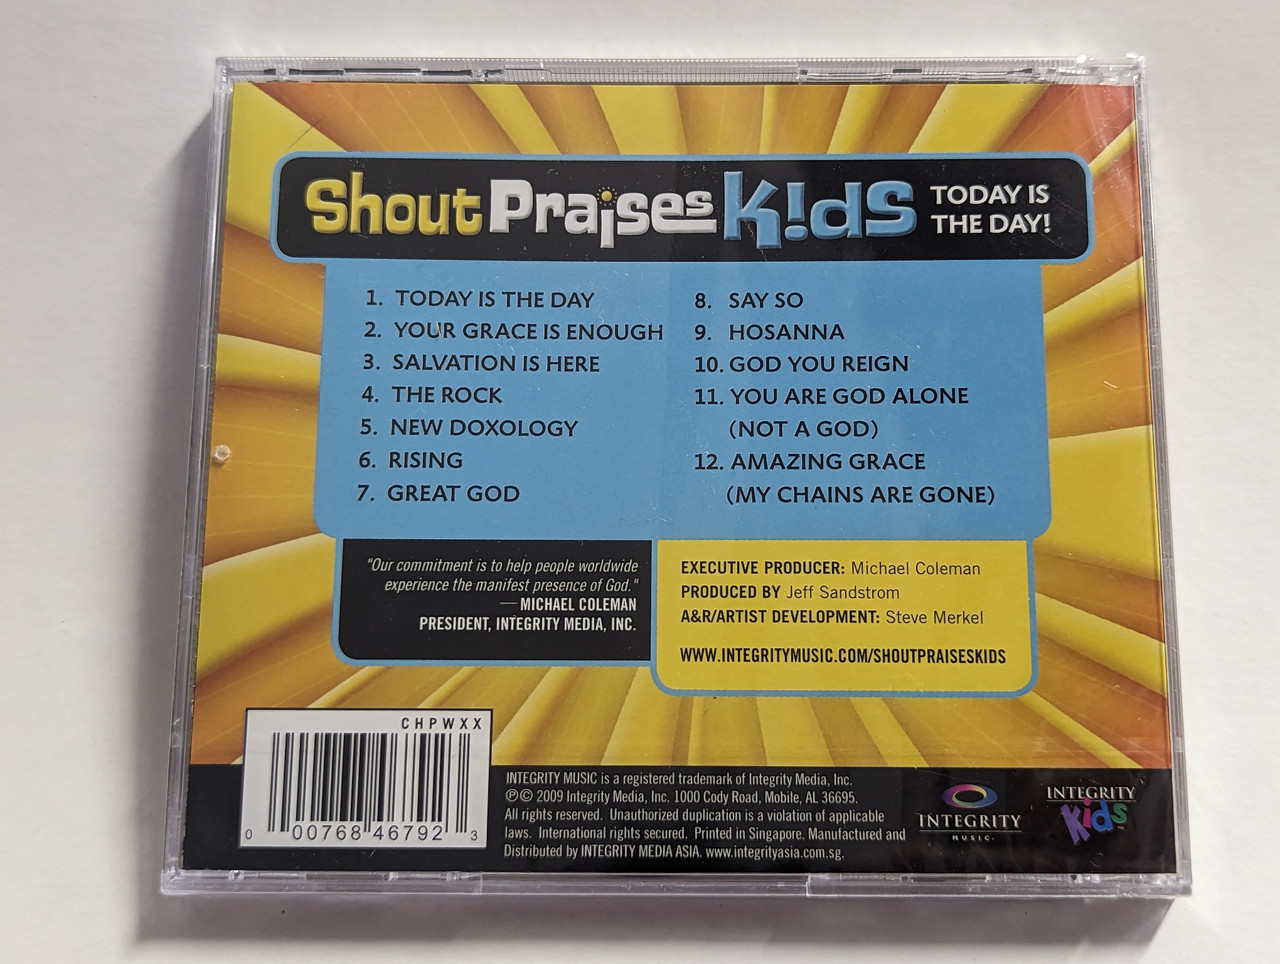 Shout Praises K!ds TODAY IS
THE DAY!
1. TODAY IS THE DAY
2. YOUR GRACE IS ENOUGH
3. SALVATION IS HERE
4. THE ROCK
5. NEW DOXOLOGY
6. RISING
7. GREAT GOD
8. SAY SO
9. HOSANNA
10. GOD YOU REIGN
11. YOU ARE GOD ALONE
(NOT A GOD)
12. AMAZING GRACE
(MY CHAINS ARE GONE)
"Our commitment is to help people worldwide
experience the manifest presence of God."
— MICHAEL COLEMAN
PRESIDENT, INTEGRITY MEDIA, INC.
EXECUTIVE PRODUCER: Michael Coleman
PRODUCED BY Jeff Sandstrom
A&R/ARTIST DEVELOPMENT: Steve Merkel
WWW.INTEGRITYMUSIC.COM/SHOUTPRAISESKIDS
CHPWXX
0 00768 46792 3
INTEGRITY MUSIC is a registered trademark of Integrity Media, Inc.
℗© 2009 Integrity Media, Inc. 1000 Cody Road, Mobile, AL 36695.
All rights reserved. Unauthorized duplication is a violation of applicable
laws. International rights secured. Printed in Singapore. Manufactured and
Distributed by INTEGRITY MEDIA ASIA, www.integrityasia.com.sg.
INTEGRITY
MUSIC.
INTEGRITY
Kids™